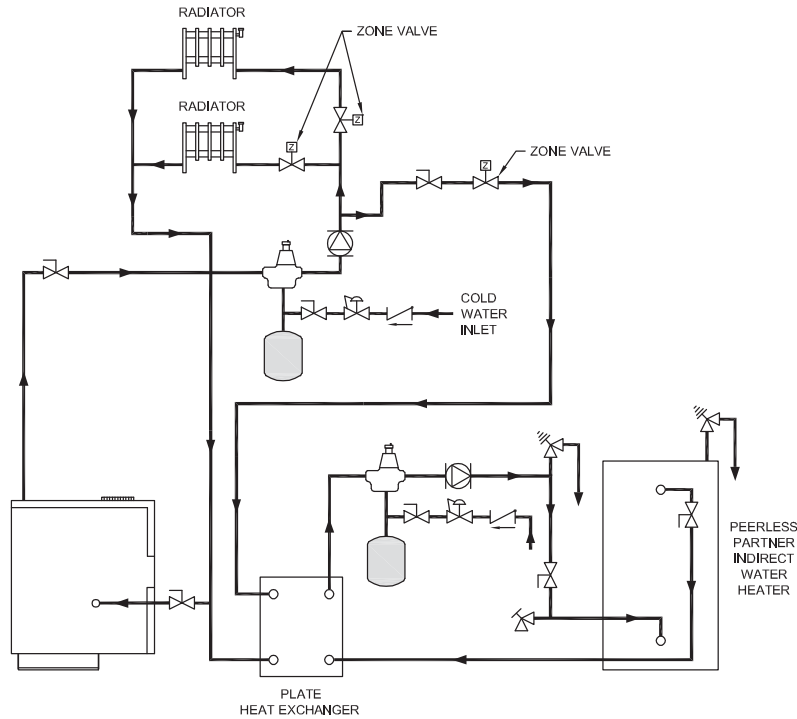 RADIATOR
ZONE VALVE
RADIATOR
Z
Z
Z
ZONE VALVE
COLD
WATER
INLET
PEERLESS
PARTNER
INDIRECT
WATER
HEATER
PLATE
HEAT EXCHANGER